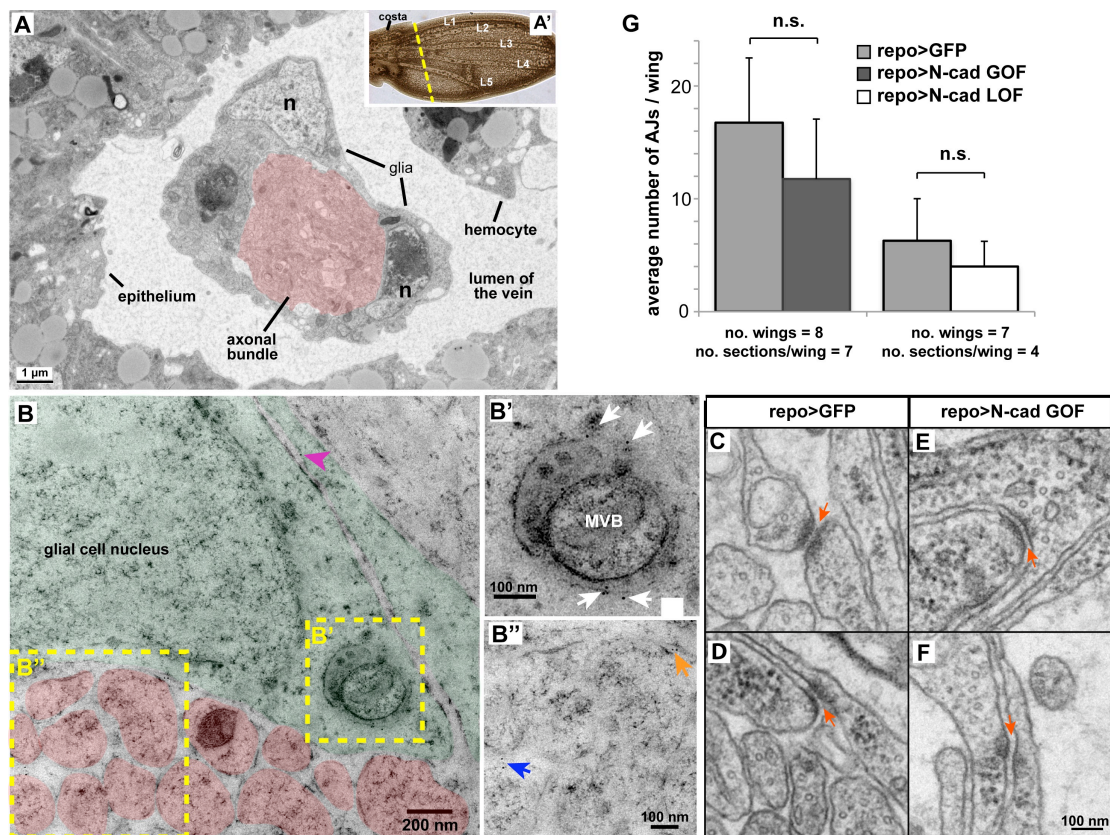 A
A'
costa
L1
L2
L3
L4
L5
n
glia
hemocyte
lumen of
the vein
n
epithelium
axonal
bundle
1 µm
G
n.s.
n.s.
repo>GFP
repo>N-cad GOF
repo>N-cad LOF
average number of AJs / wing
20
10
0
no. wings = 8
no. sections/wing = 7
no. wings = 7
no. sections/wing = 4
B
glial cell nucleus
B'
B''
200 nm
B'
MVB
100 nm
B''
100 nm
repo>GFP
repo>N-cad GOF
C
E
D
F
100 nm